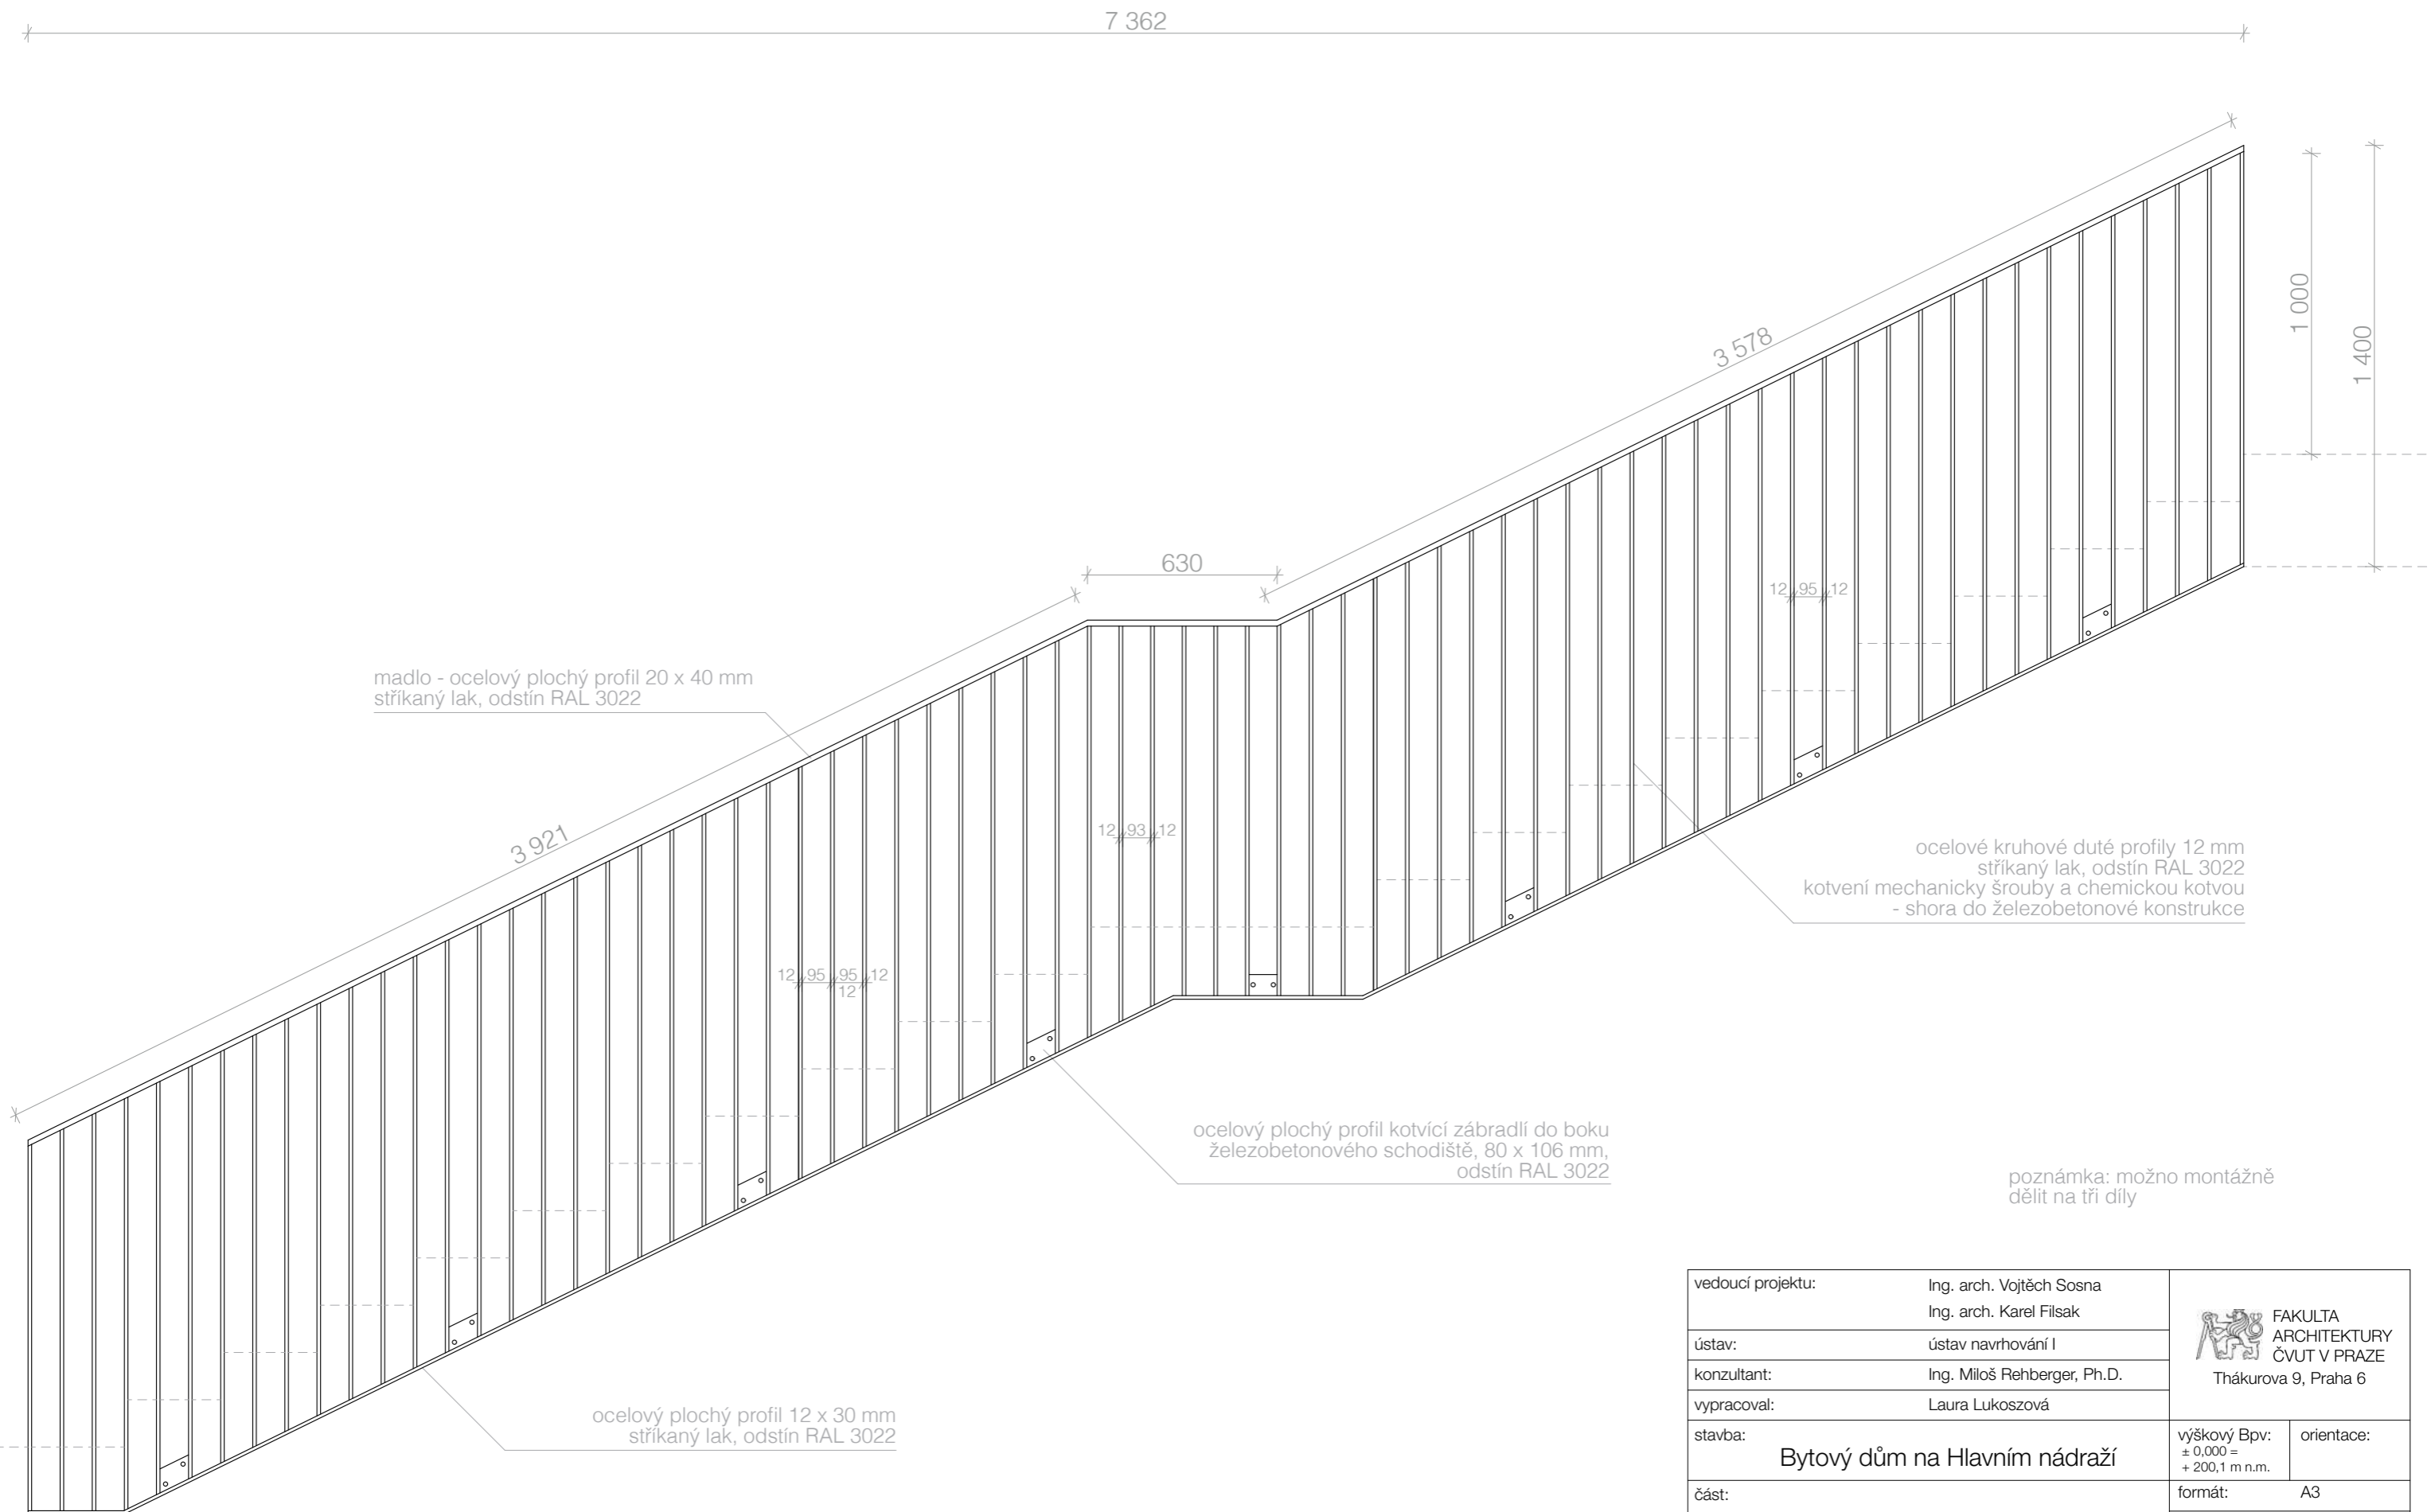 7 362
3 578
1 000
1 400
630
madlo - ocelový plochý profil 20 x 40 mm
stříkaný lak, odstín RAL 3022
12 95 12
3 921
12 93 12
ocelové kruhové duté profily 12 mm
stříkaný lak, odstín RAL 3022
kotvení mechanicky šrouby a chemickou kotvou
- shora do železobetonové konstrukce
12 95 95 12
12
ocelový plochý profil kotvící zábradlí do boku
železobetonového schodiště, 80 x 106 mm,
odstín RAL 3022
poznámka: možno montážně
dělit na tři díly
ocelový plochý profil 12 x 30 mm
stříkaný lak, odstín RAL 3022
vedoucí projektu: Ing. arch. Vojtěch Sosna
Ing. arch. Karel Filsak
ústav: ústav navrhování I
konzultant: Ing. Miloš Rehberger, Ph.D.
vypracoval: Laura Lukoszová
FAKULTA
ARCHITEKTURY
ČVUT V PRAZE
Thákurova 9, Praha 6
stavba:
Bytový dům na Hlavním nádraží
výškový Bpv:
± 0,000 =
+ 200,1 m n.m.
orientace:
část:
formát: A3